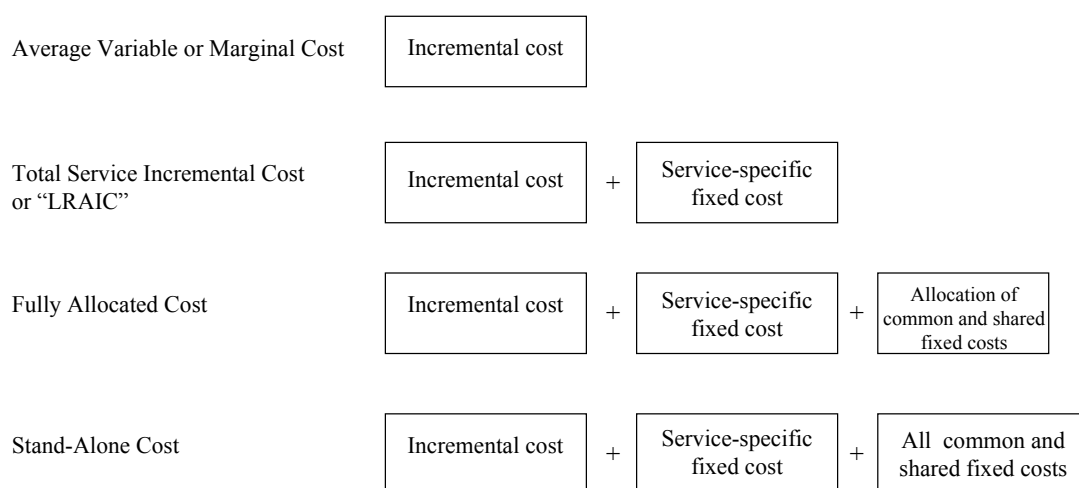 Average Variable or Marginal Cost
Incremental cost
Total Service Incremental Cost
or “LRAIC”
Incremental cost
+
Service-specific
fixed cost
Fully Allocated Cost
Incremental cost
+
Service-specific
fixed cost
+
Allocation of
common and shared
fixed costs
Stand-Alone Cost
Incremental cost
+
Service-specific
fixed cost
+
All common and
shared fixed costs